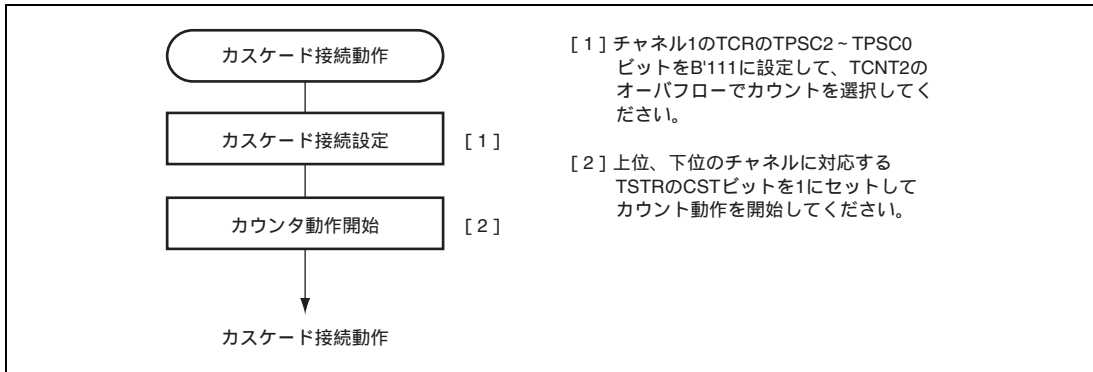 カスケード接続動作
カスケード接続設定
[ 1 ]
カウンタ動作開始
[ 2 ]
カスケード接続動作
[ 1 ] チャネル1のTCRのTPSC2~TPSC0
ビットをB'111に設定して、TCNT2の
オーバフローでカウントを選択してく
ださい。
[ 2 ] 上位、下位のチャネルに対応する
TSTRのCSTビットを1にセットして
カウント動作を開始してください。